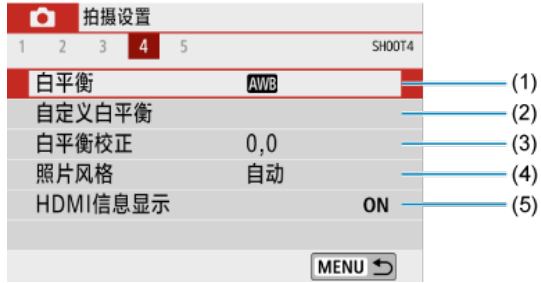 拍摄设置
1 2 3 4 5 SHOOT4
白平衡 AWB (1)
自定义白平衡 (2)
白平衡校正 0,0 (3)
照片风格 自动 (4)
HDMI信息显示 ON (5)
MENU